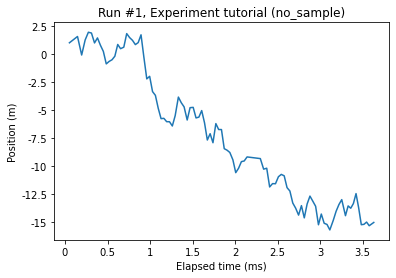 Run #1, Experiment tutorial (no_sample)
Position (m)
2.5
0
-2.5
-5
-7.5
-10
-12.5
-15
0 0.5 1 1.5 2 2.5 3 3.5
Elapsed time (ms)